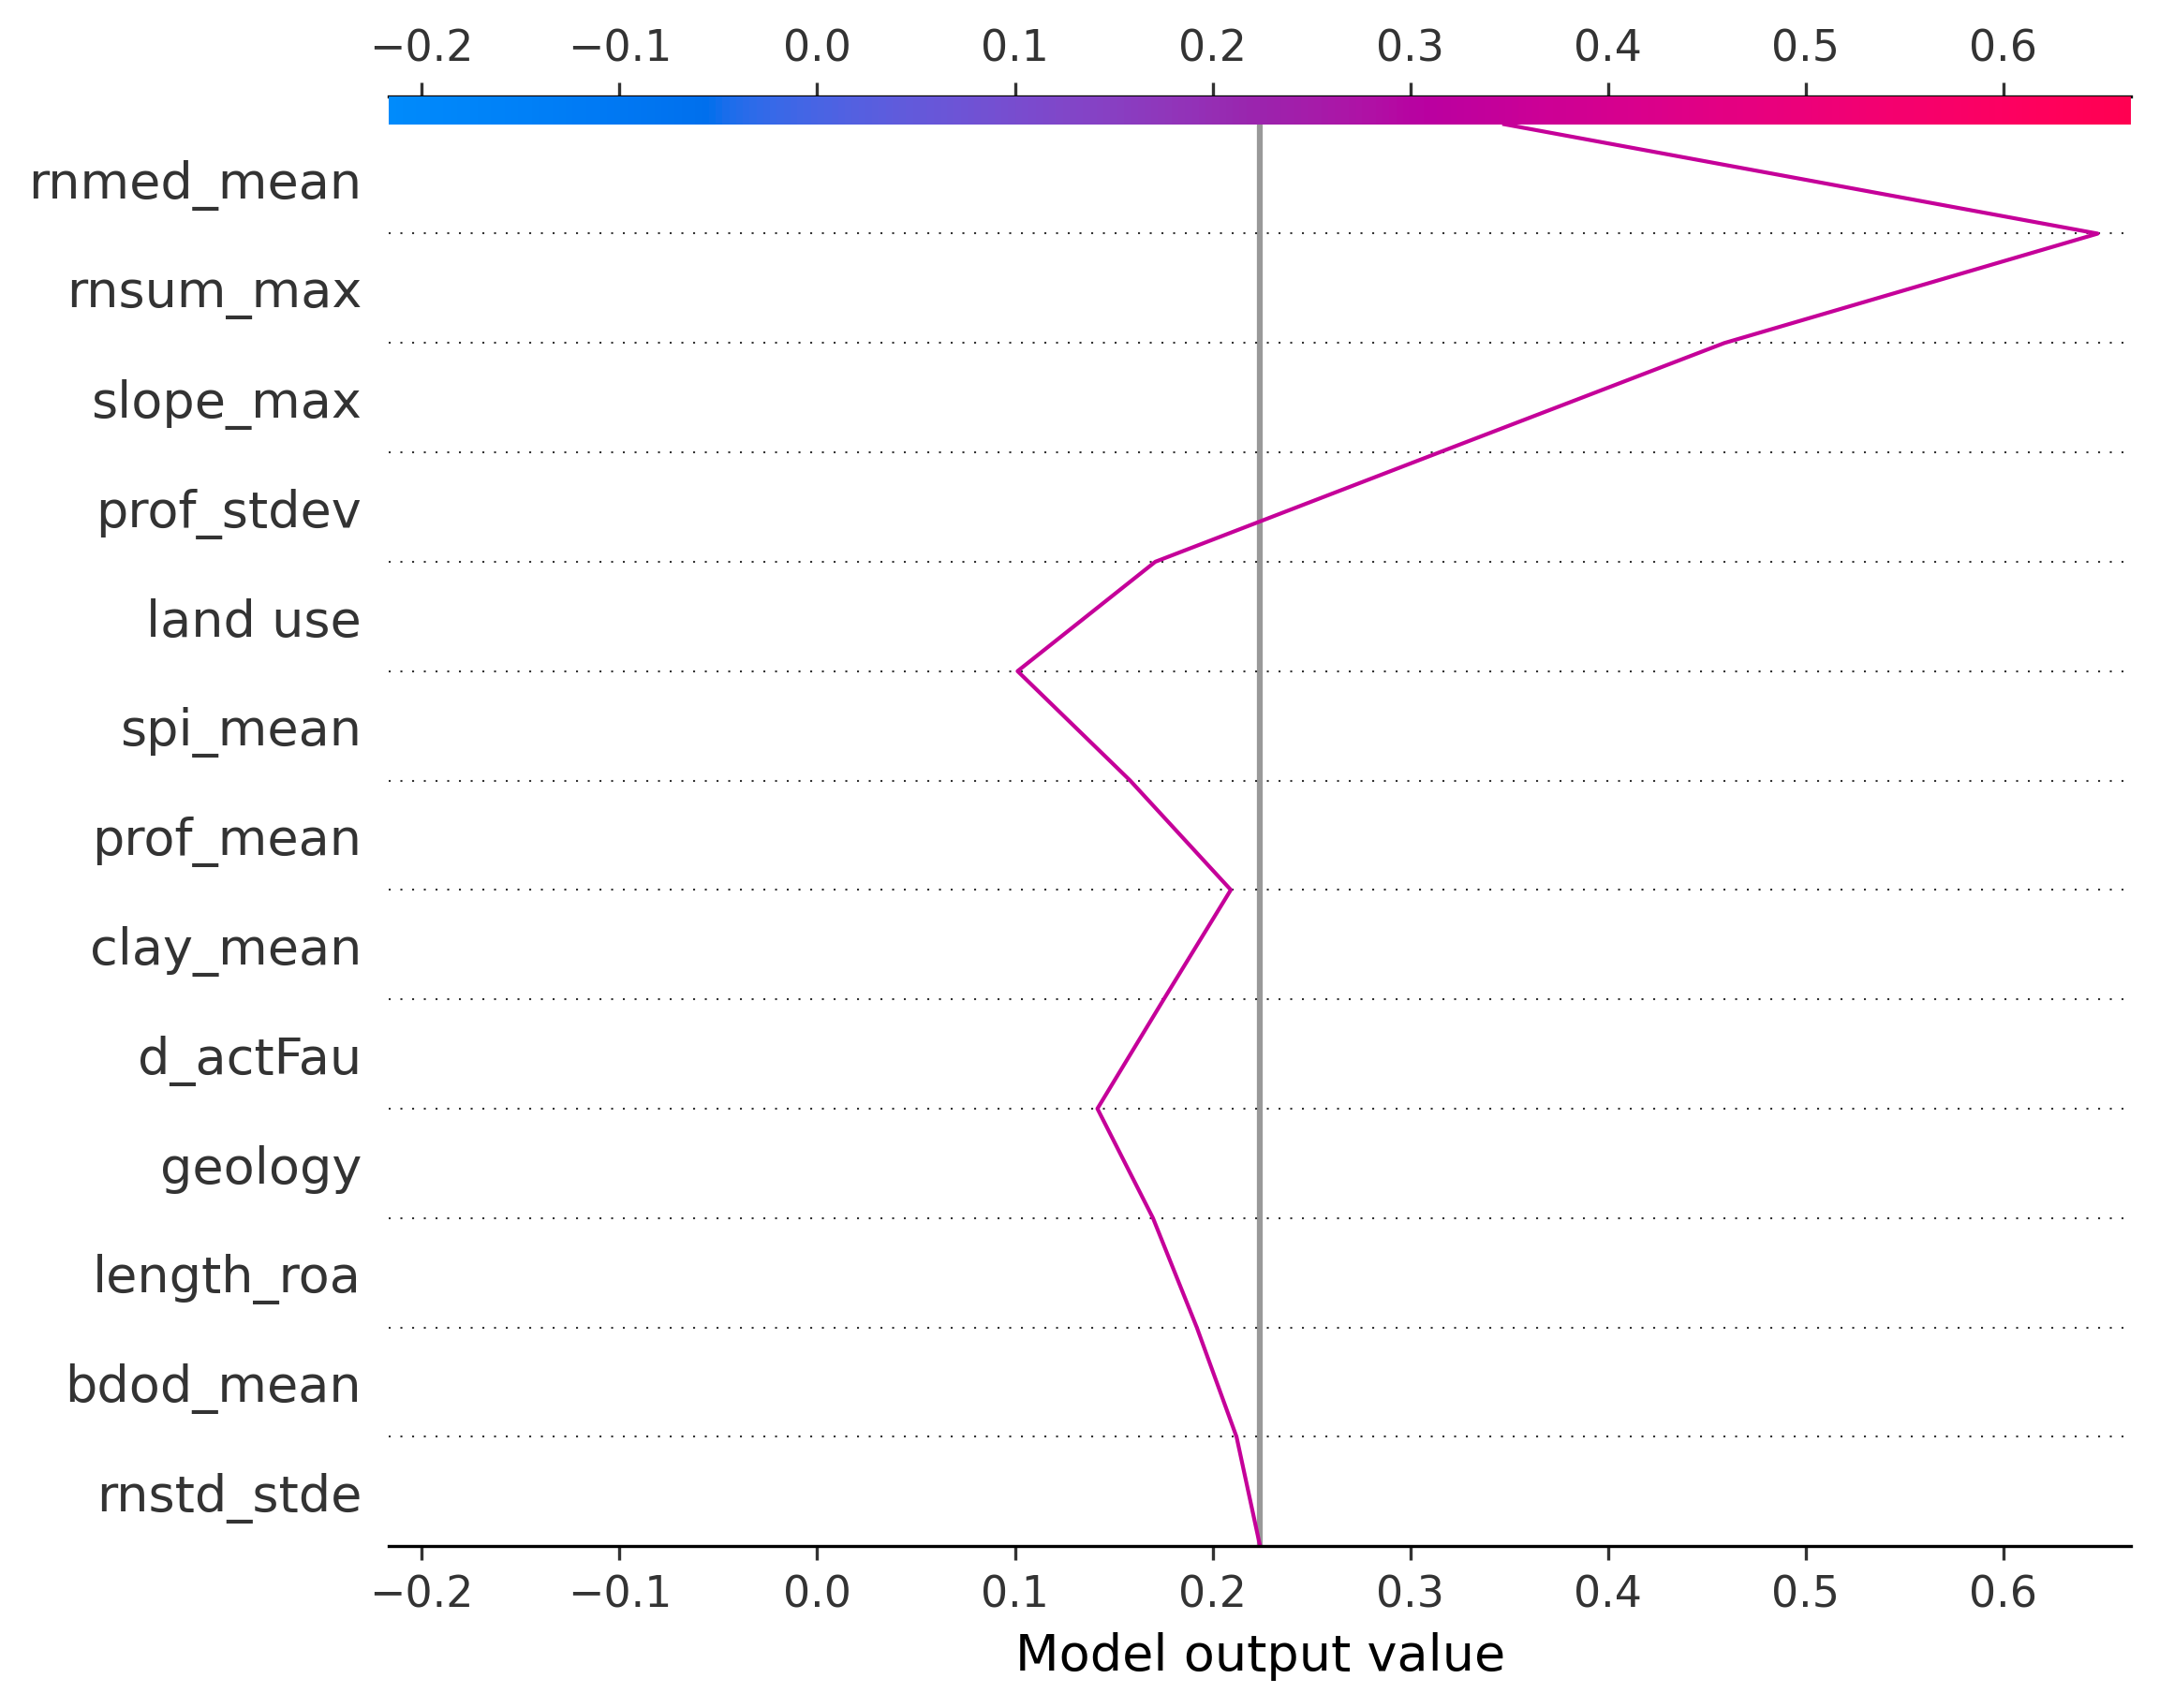 −0.2 −0.1 0.0 0.1 0.2 0.3 0.4 0.5 0.6
rnmed_mean
rnsum_max
slope_max
prof_stdev
land use
spi_mean
prof_mean
clay_mean
d_actFau
geology
length_roa
bdod_mean
rnstd_stde
−0.2 −0.1 0.0 0.1 0.2 0.3 0.4 0.5 0.6
Model output value